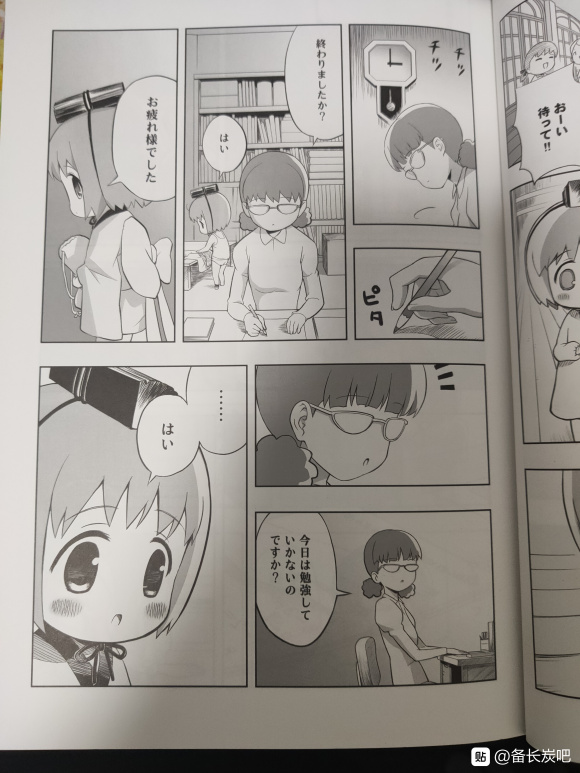 おーい
待って!!
チッ
チッ
終わりましたか?
はい
お疲れ様でした
ピタ
今日は勉強して
いかないの
ですか?
……
はい
贴 @备长炭吧